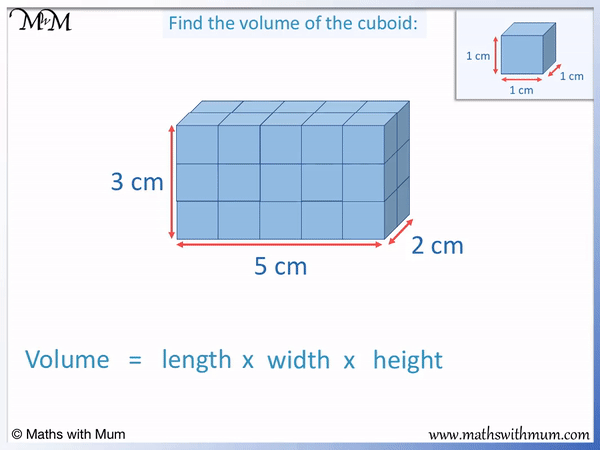 MwM
Find the volume of the cuboid:
1 cm
1 cm
1 cm
3 cm
2 cm
5 cm
Volume = length x width x height
© Maths with Mum
www.mathswithmum.com